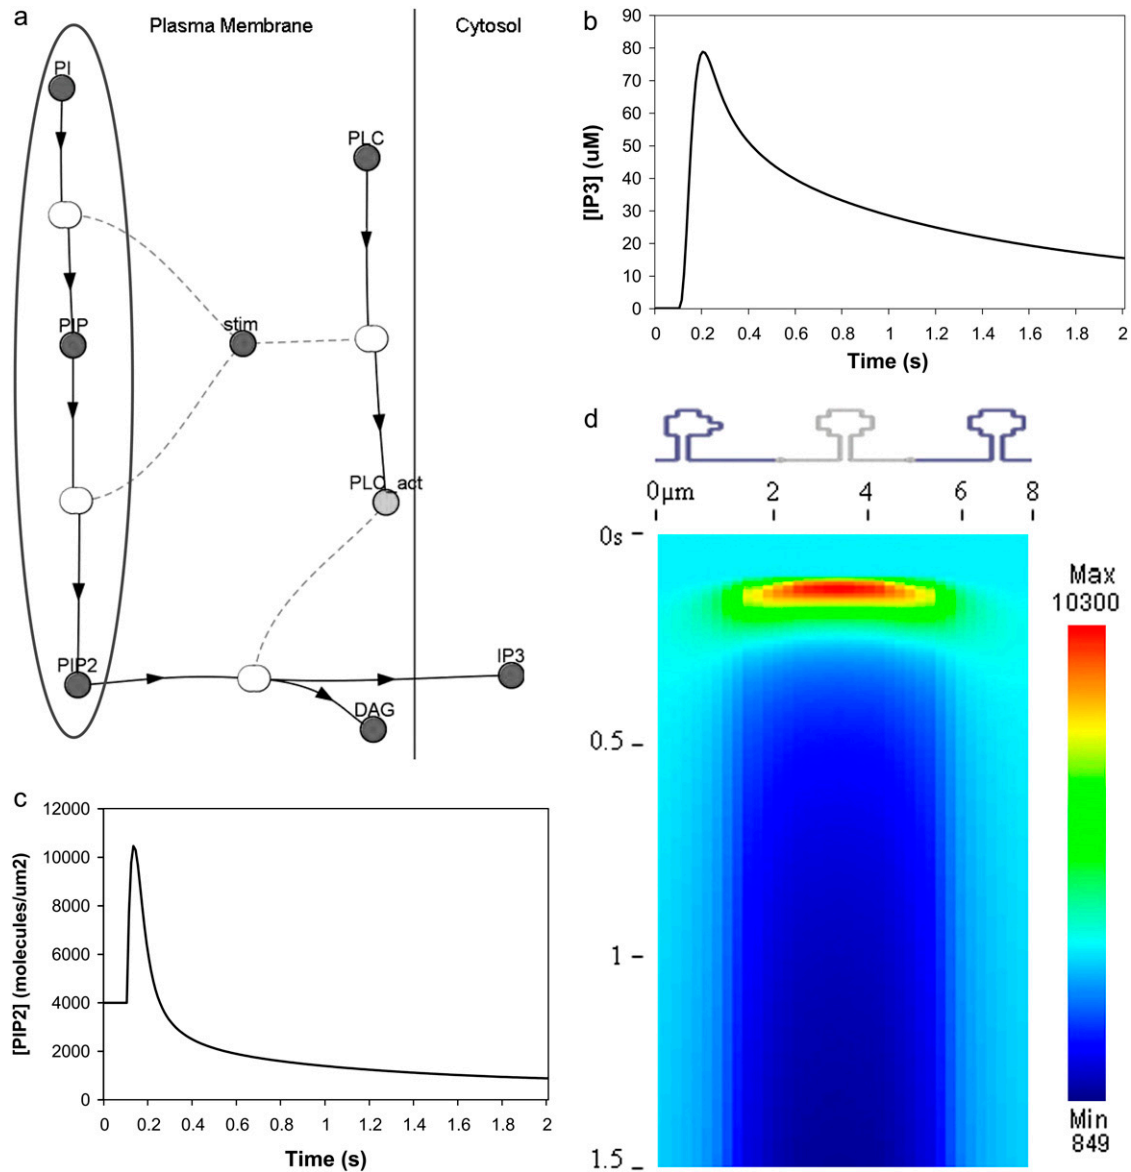 a
Plasma Membrane
Cytosol
PI
PLC
PIP
stim
PLC_act
PIP2
IP3
DAG
b
90
80
70
60
50
40
30
20
10
0
[IP3] (uM)
0 0.2 0.4 0.6 0.8 1 1.2 1.4 1.6 1.8 2
Time (s)
c
12000
10000
8000
6000
4000
2000
0
[PIP2] (molecules/um2)
0 0.2 0.4 0.6 0.8 1 1.2 1.4 1.6 1.8 2
Time (s)
d
0μm 2 4 6 8
0s
0.5
1
1.5
Max
10300
Min
849